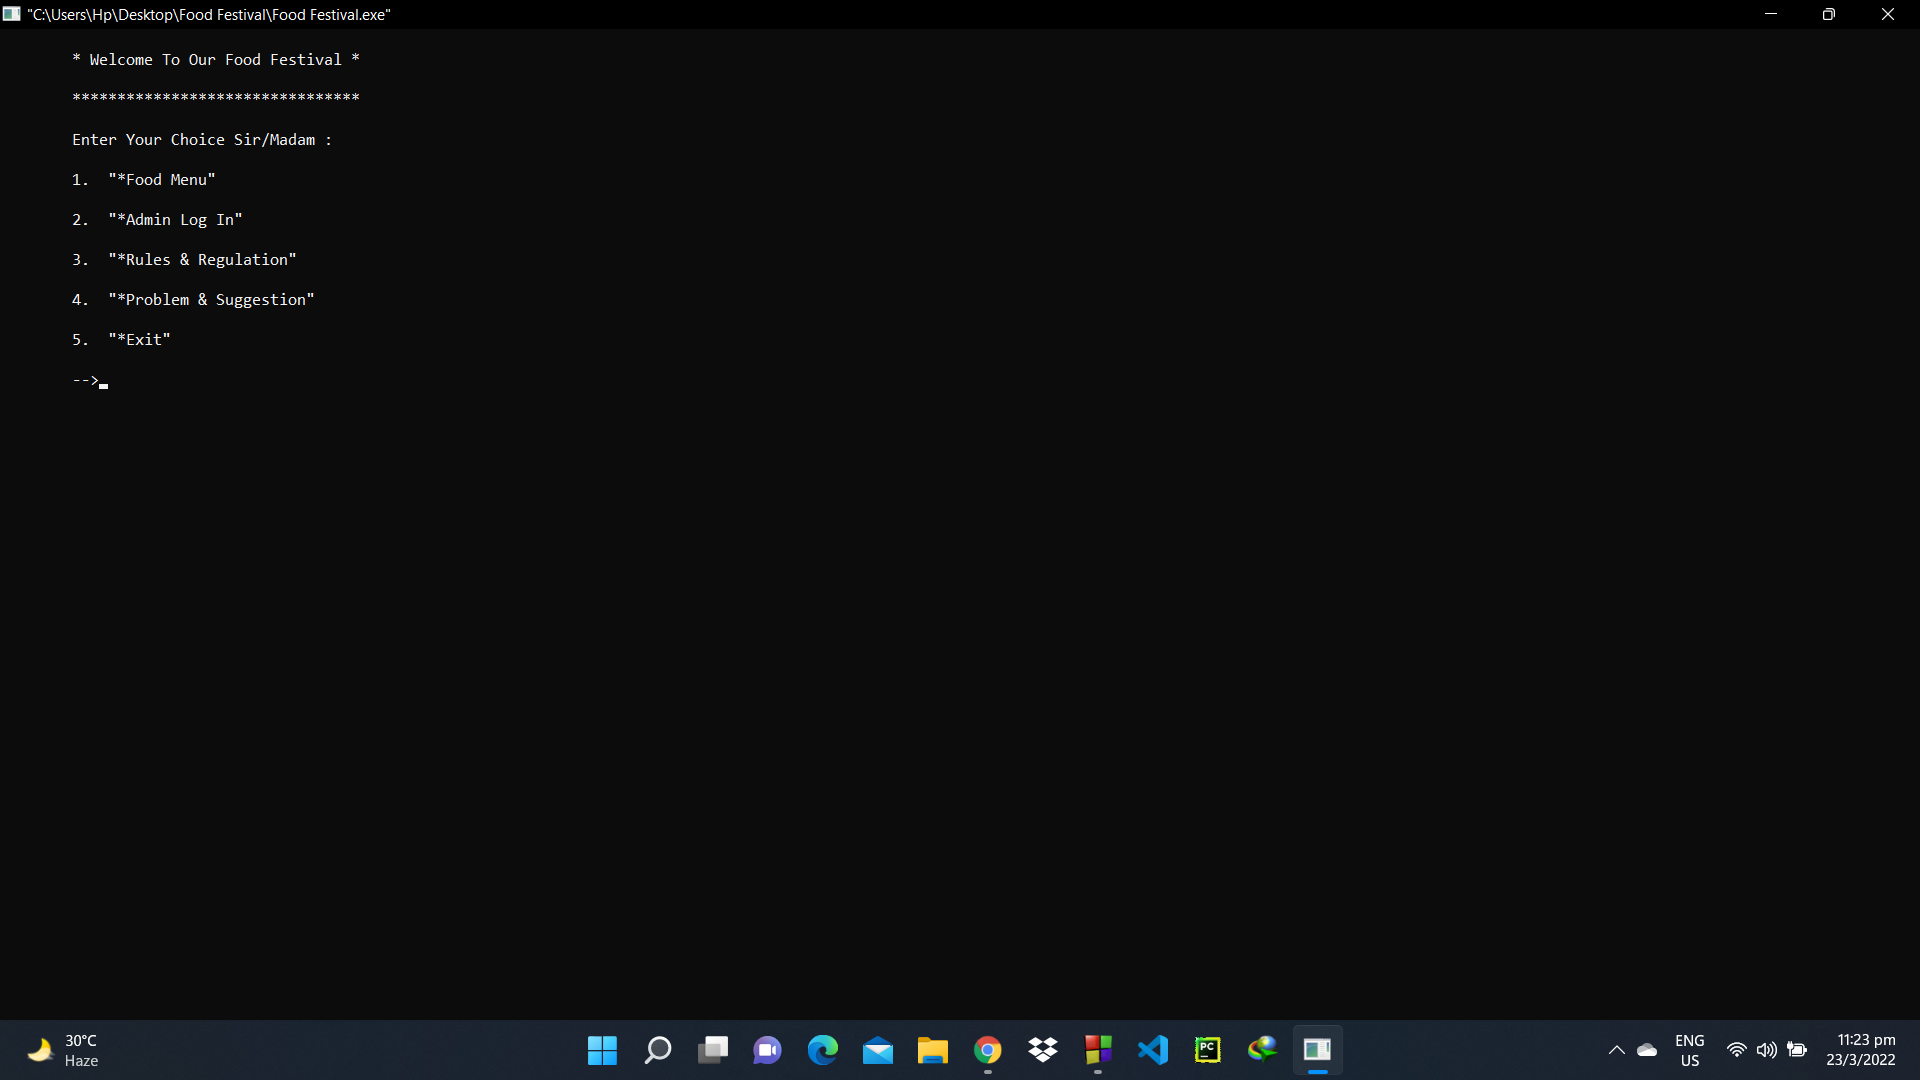 "C:\Users\Hp\Desktop\Food Festival\Food Festival.exe"
* Welcome To Our Food Festival *
********************************
Enter Your Choice Sir/Madam :
1.  "*Food Menu"
2.  "*Admin Log In"
3.  "*Rules & Regulation"
4.  "*Problem & Suggestion"
5.  "*Exit"
-->
30°C
Haze
PC
ENG
US
11:23 pm
23/3/2022